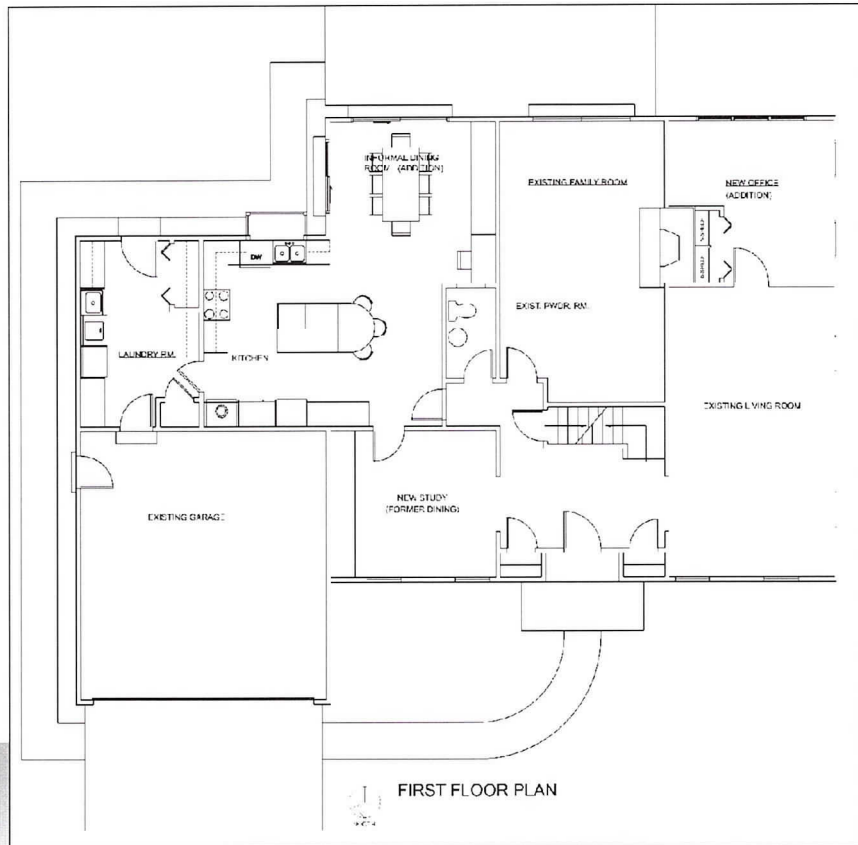 INFORMAL DINING
ROOM (ADDITION)
EXISTING FAMILY ROOM
NEW OFFICE
(ADDITION)
DW
EXIST. PWDR. RM.
LAUNDRY RM.
KITCHEN
EXISTING LIVING ROOM
NEW STUDY
(FORMER DINING)
EXISTING GARAGE
FIRST FLOOR PLAN